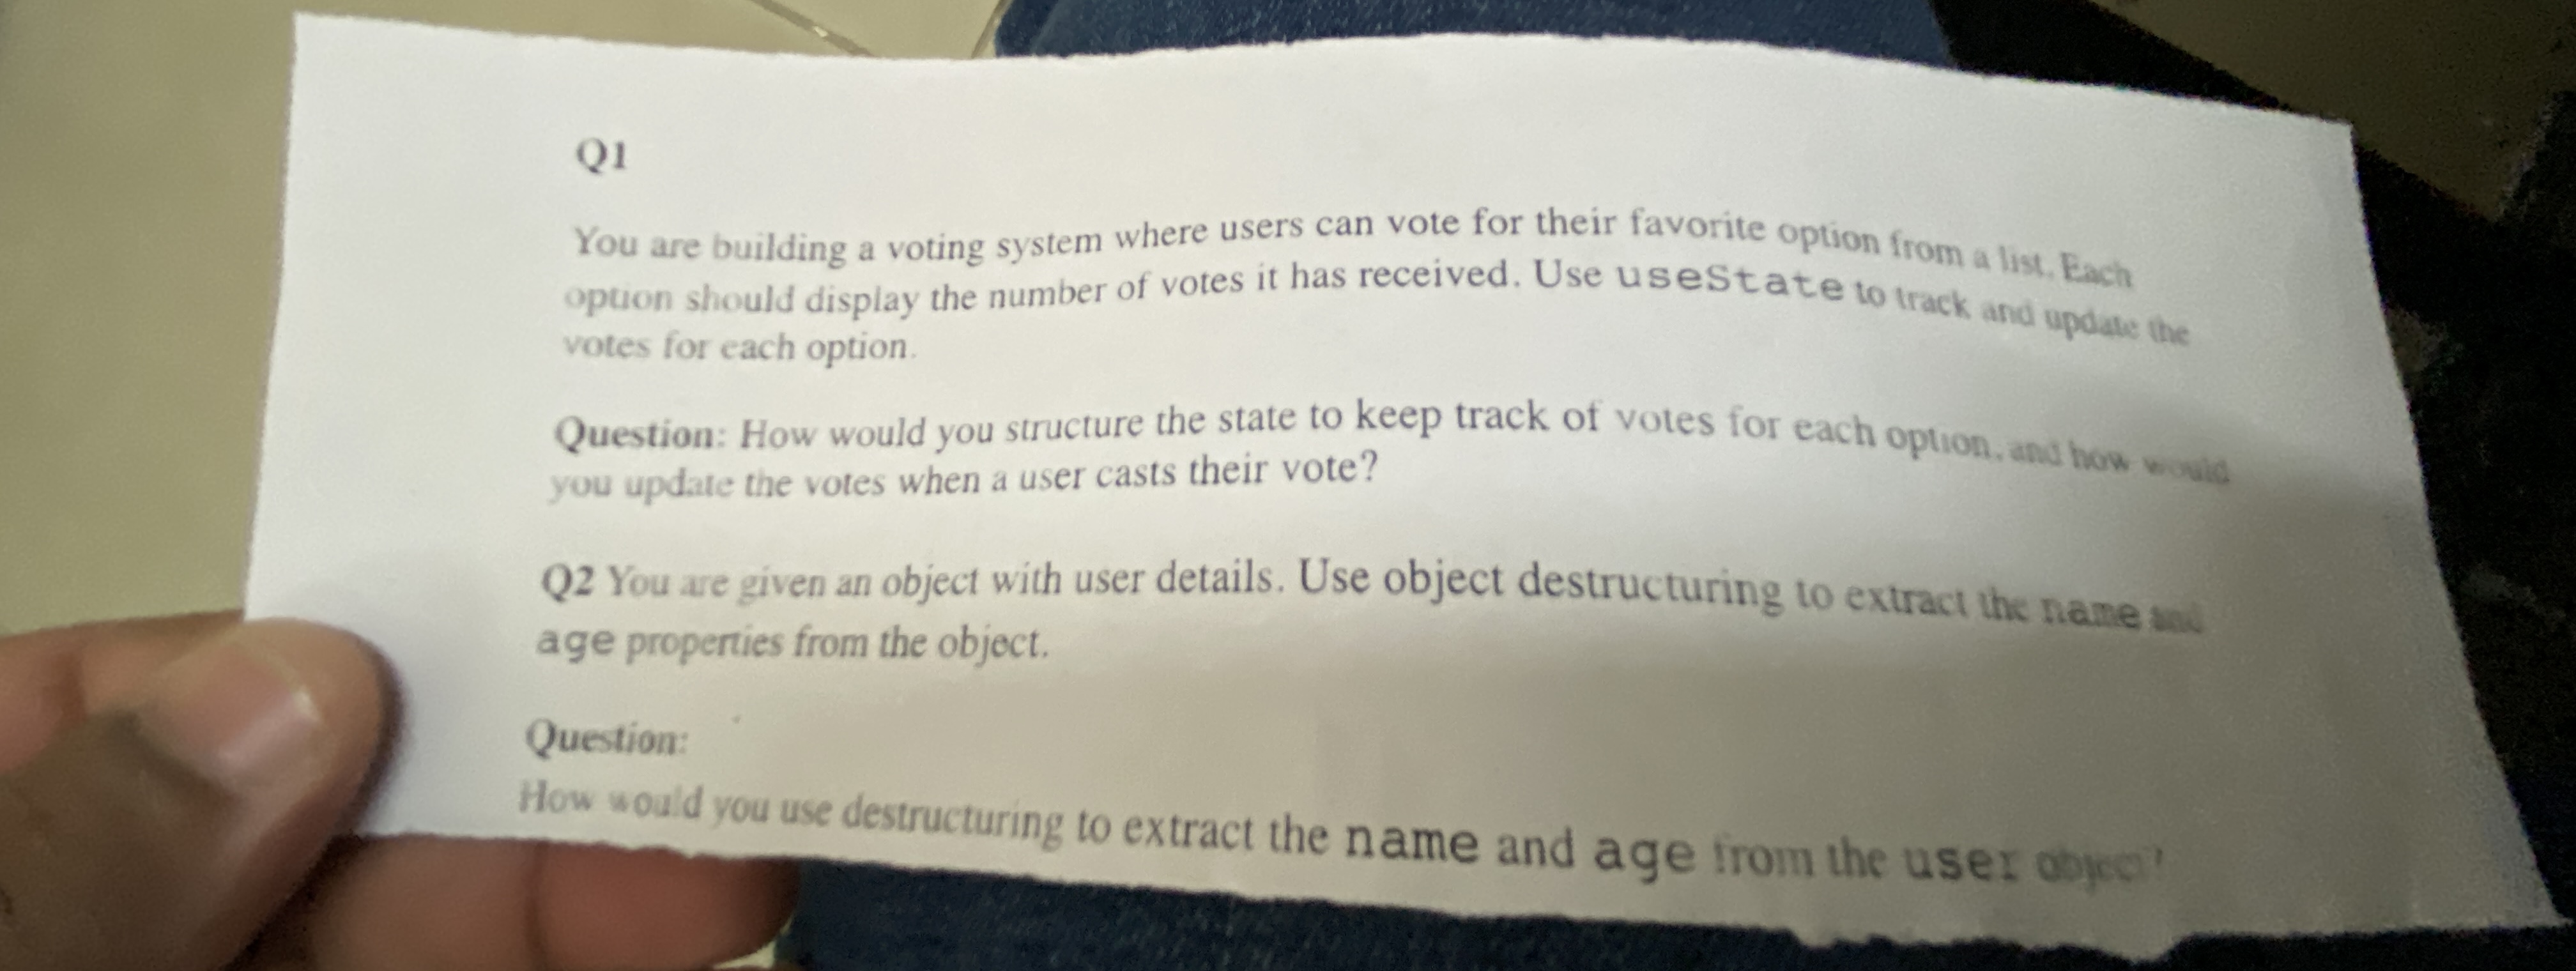 Q1
You are building a voting system where users can vote for their favorite option from a list. Each
option should display the number of votes it has received. Use useState to track and update the
votes for each option.
Question: How would you structure the state to keep track of votes for each option, and how would
you update the votes when a user casts their vote?
Q2 You are given an object with user details. Use object destructuring to extract the name and
age properties from the object.
Question:
How would you use destructuring to extract the name and age from the user object?